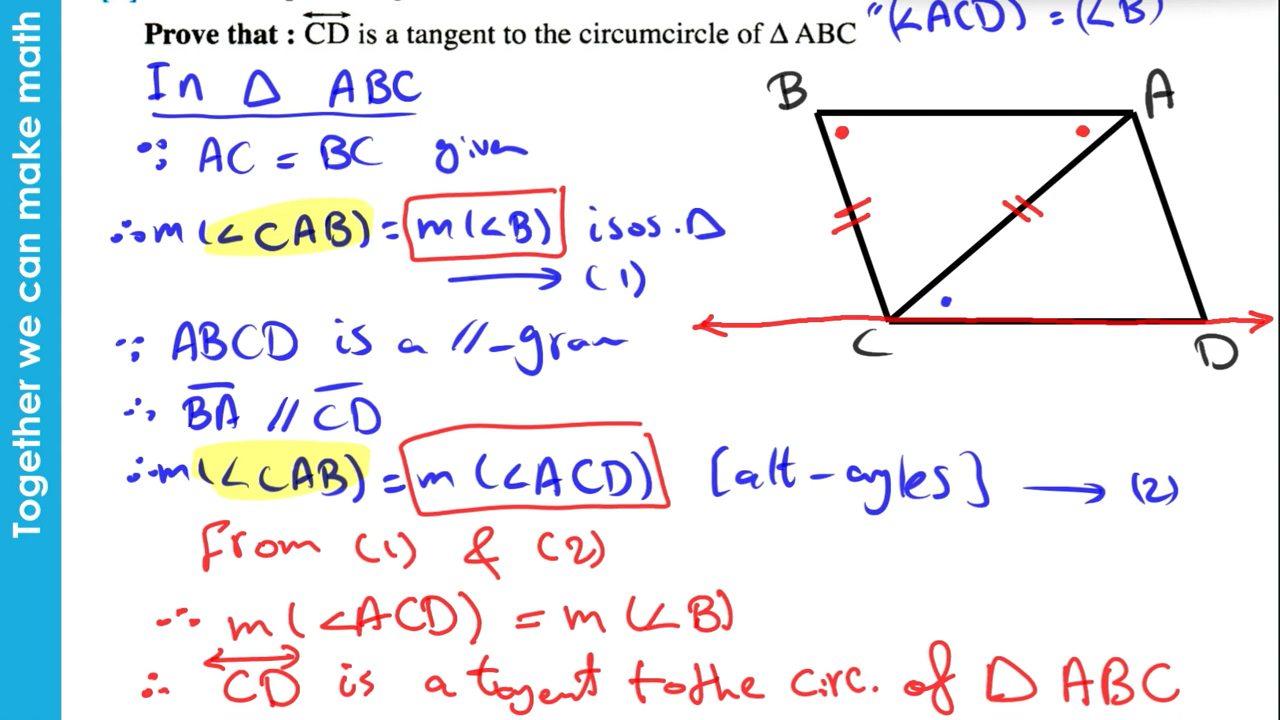 Together we can make math
Prove that : CD is a tangent to the circumcircle of Δ ABC
"(∠ACD) = (∠B)
In Δ ABC
∵ AC = BC given
∴ m (∠CAB) = m (∠B) isos. Δ
⟶ (1)
∵ ABCD is a //-gram
∴ BA // CD
∴ m (∠CAB) = m (∠ACD) [alt-agles] ⟶ (2)
from (1) & (2)
∴ m (∠ACD) = m (∠B)
∴ CD is a tagent to the circ. of Δ ABC
B
A
C
D